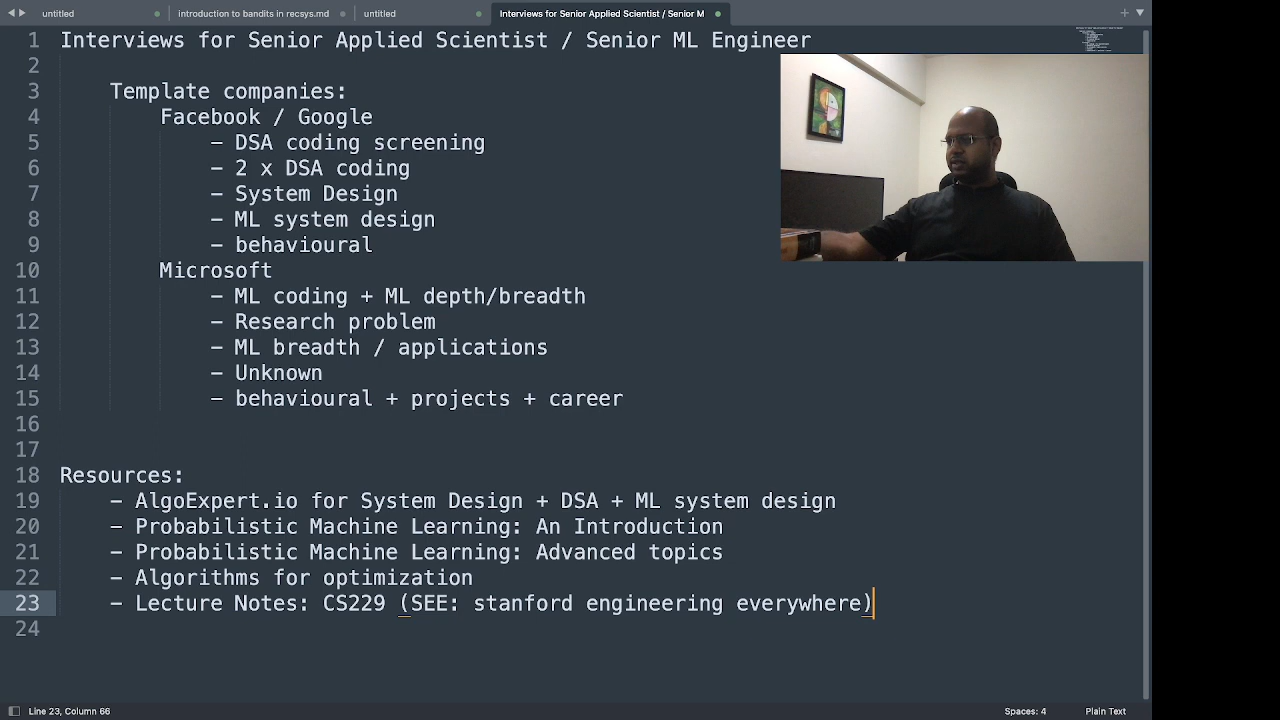 untitled
introduction to bandits in recsys.md
untitled
Interviews for Senior Applied Scientist / Senior M
1 Interviews for Senior Applied Scientist / Senior ML Engineer
2
3 Template companies:
4 Facebook / Google
5 - DSA coding screening
6 - 2 x DSA coding
7 - System Design
8 - ML system design
9 - behavioural
10 Microsoft
11 - ML coding + ML depth/breadth
12 - Research problem
13 - ML breadth / applications
14 - Unknown
15 - behavioural + projects + career
16
17
18 Resources:
19 - AlgoExpert.io for System Design + DSA + ML system design
20 - Probabilistic Machine Learning: An Introduction
21 - Probabilistic Machine Learning: Advanced topics
22 - Algorithms for optimization
23 - Lecture Notes: CS229 (SEE: stanford engineering everywhere)
24
Line 23, Column 66
Spaces: 4
Plain Text